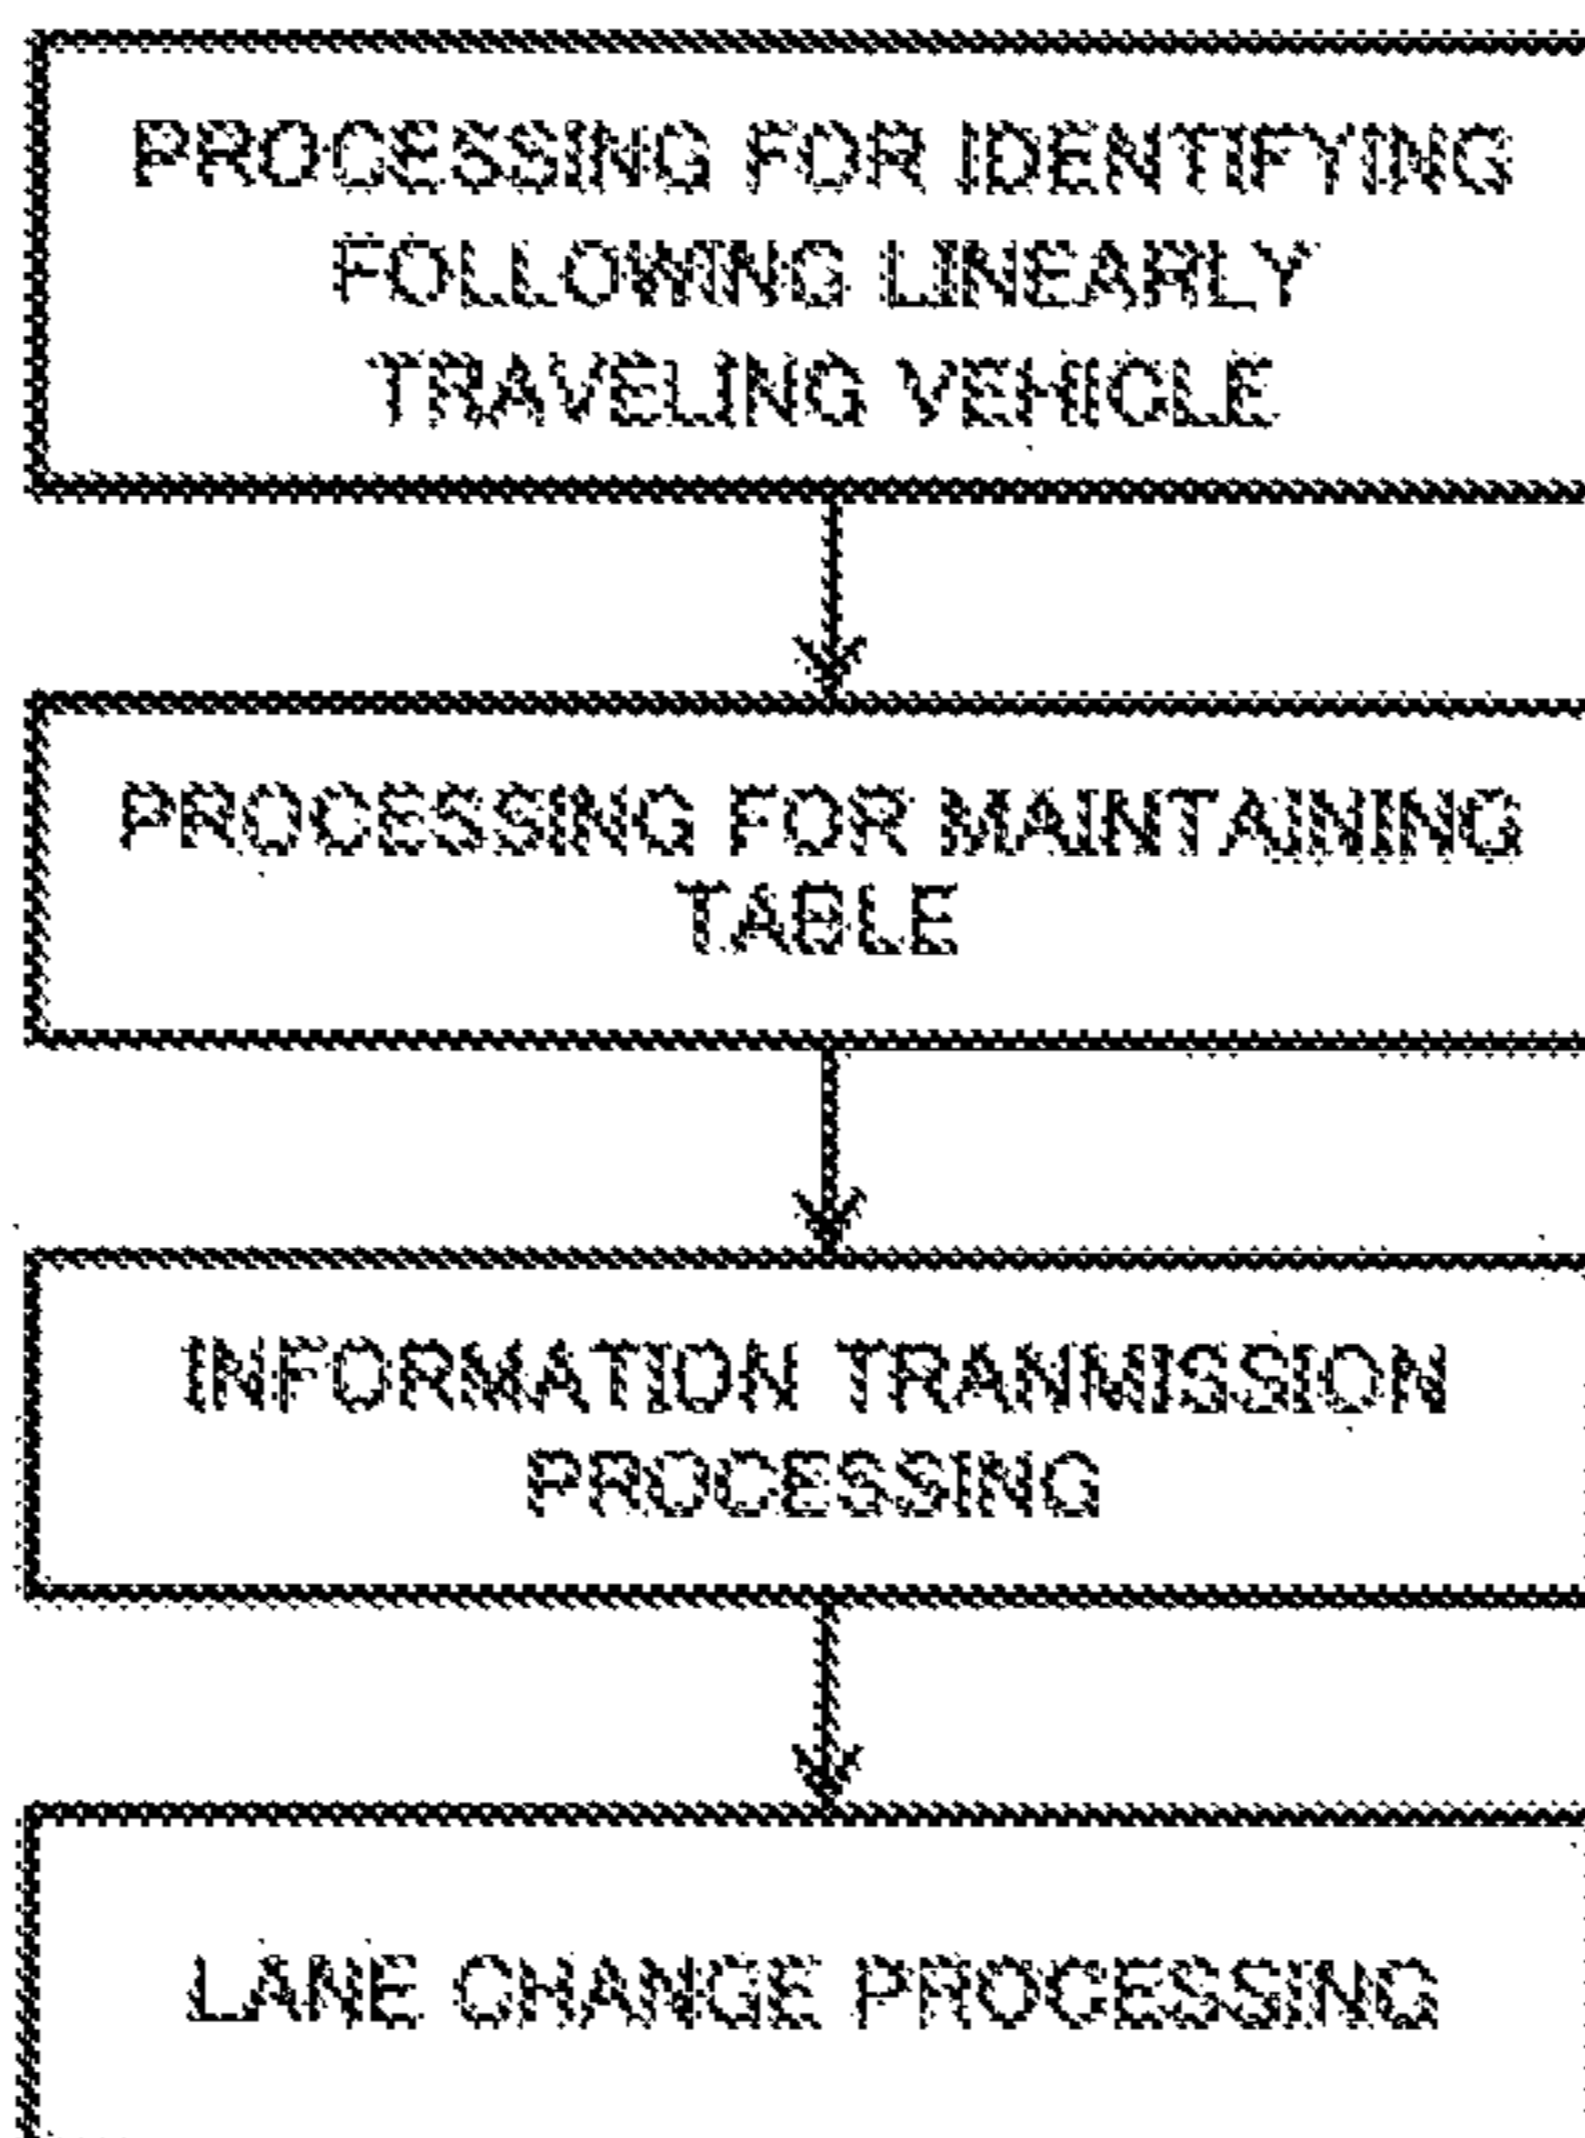 PROCESSING FOR IDENTIFYING
FOLLOWING LINEARLY
TRAVELING VEHICLE
PROCESSING FOR MAINTAINING
TABLE
INFORMATION TRANMISSION
PROCESSING
LANE CHANGE PROCESSING